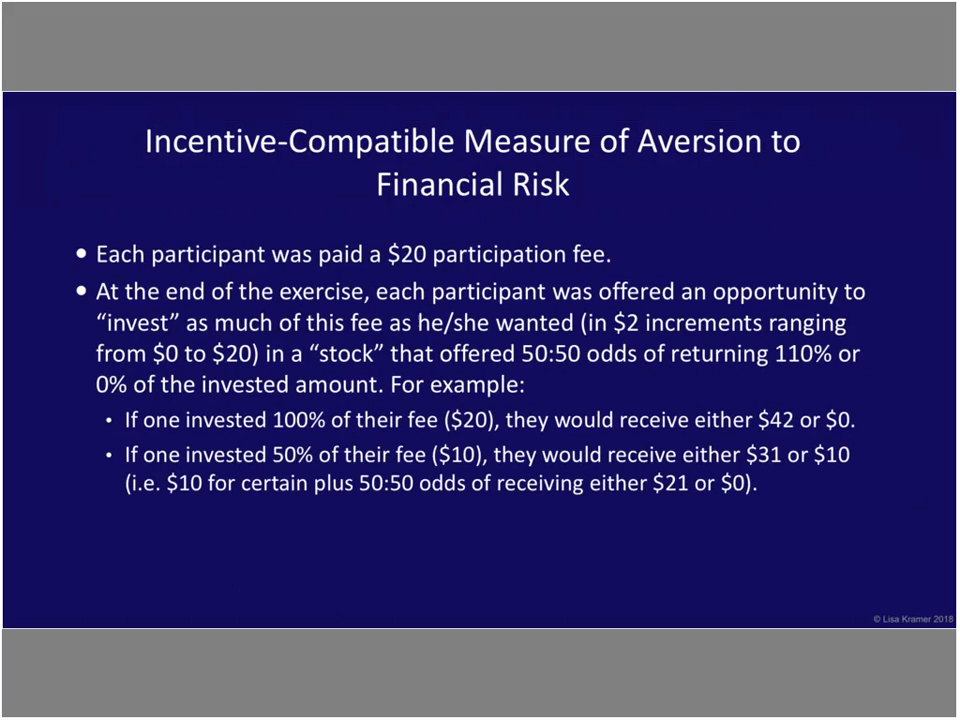 Incentive-Compatible Measure of Aversion to
Financial Risk
• Each participant was paid a $20 participation fee.
• At the end of the exercise, each participant was offered an opportunity to
“invest” as much of this fee as he/she wanted (in $2 increments ranging
from $0 to $20) in a “stock” that offered 50:50 odds of returning 110% or
0% of the invested amount. For example:
• If one invested 100% of their fee ($20), they would receive either $42 or $0.
• If one invested 50% of their fee ($10), they would receive either $31 or $10
(i.e. $10 for certain plus 50:50 odds of receiving either $21 or $0).
© Lisa Kramer 2018